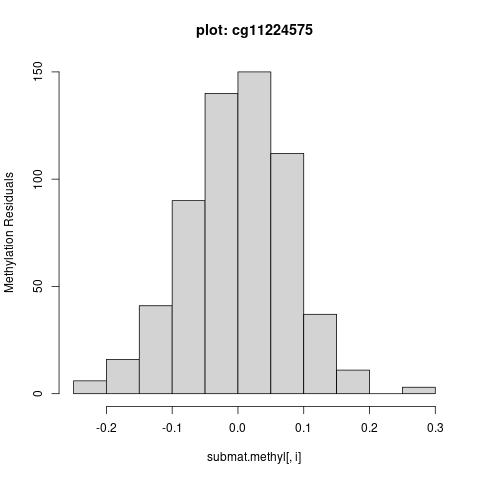 plot: cg11224575
Methylation Residuals
150
100
50
0
-0.2 -0.1 0.0 0.1 0.2 0.3
submat.methyl[, i]